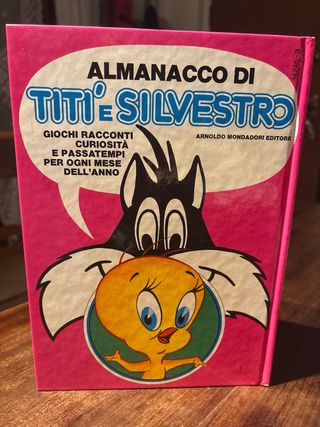 ALMANACCO DI
TITI' E SILVESTRO
GIOCHI RACCONTI
CURIOSITÀ
E PASSATEMPI
PER OGNI MESE
DELL'ANNO
ARNOLDO MONDADORI EDITORE